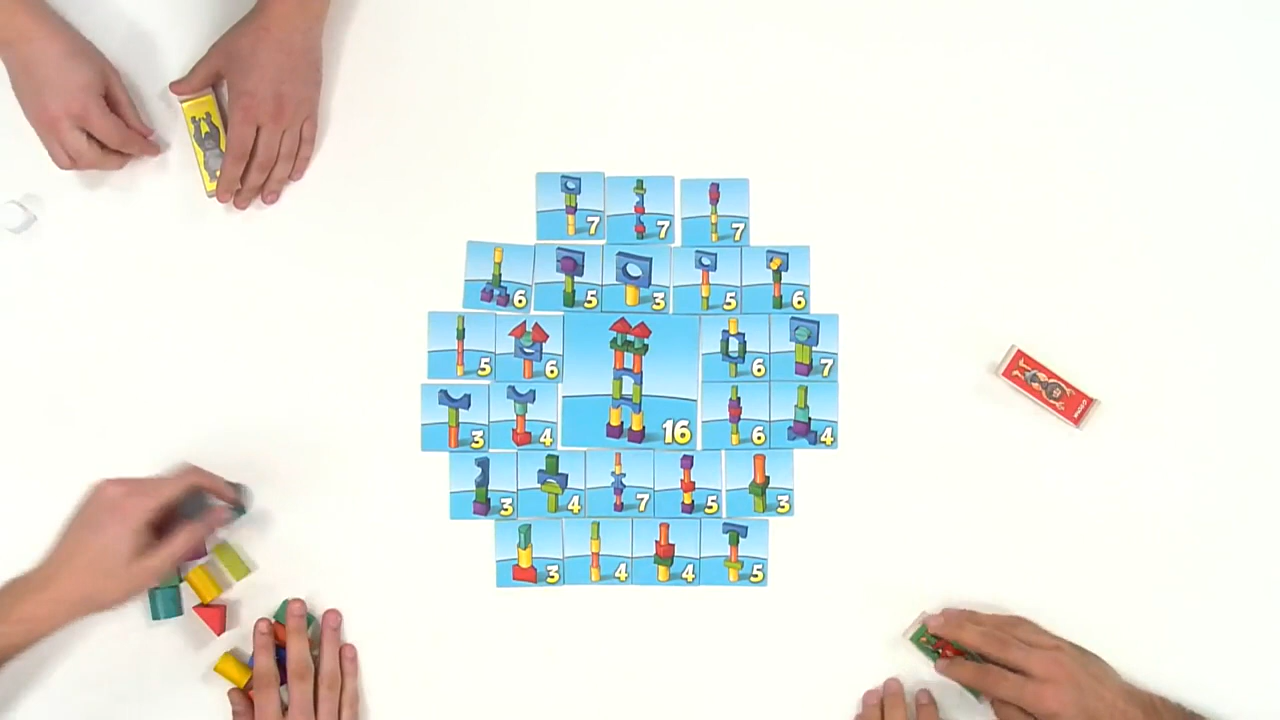 7 7 7
6 5 3 5 6
5 6 6 7
16
3 4 6 4
3 4 7 5 3
3 4 4 5